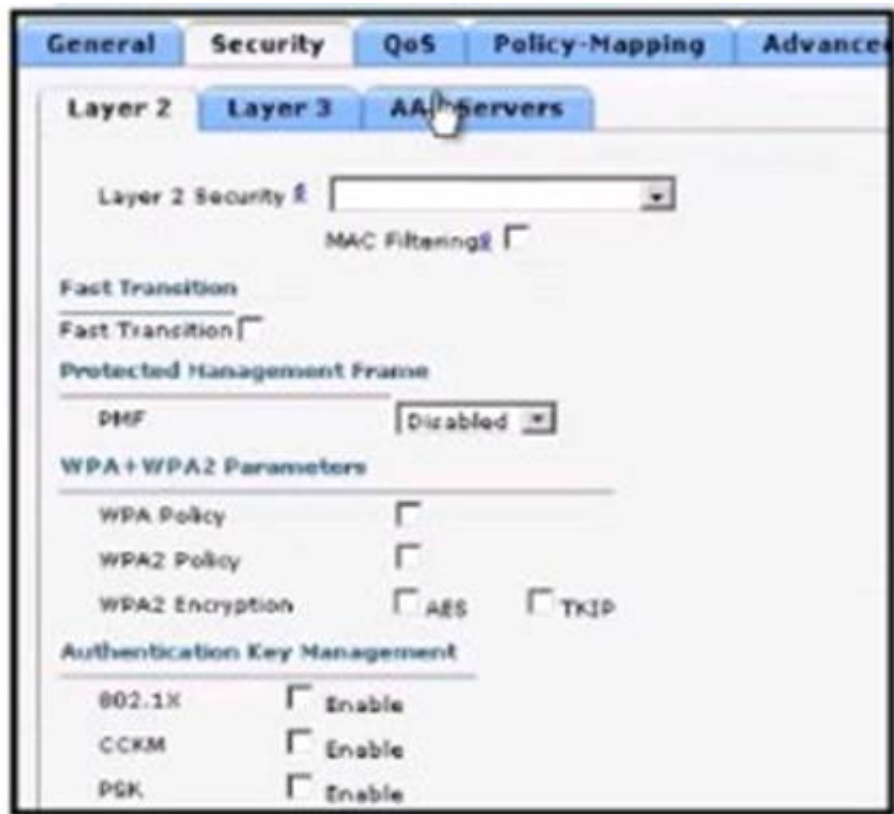 General Security QoS Policy-Mapping Advance
Layer 2 Layer 3 Servers
Layer 2 Security
MAC Filtering
Fast Transition
Fast Transition
Protected Management Frame
PMF Disabled
WPA+WPA2 Parameters
WPA Policy
WPA2 Policy
WPA2 Encryption AES TKIP
Authentication Key Management
802.1X Enable
CCKM Enable
PSK Enable